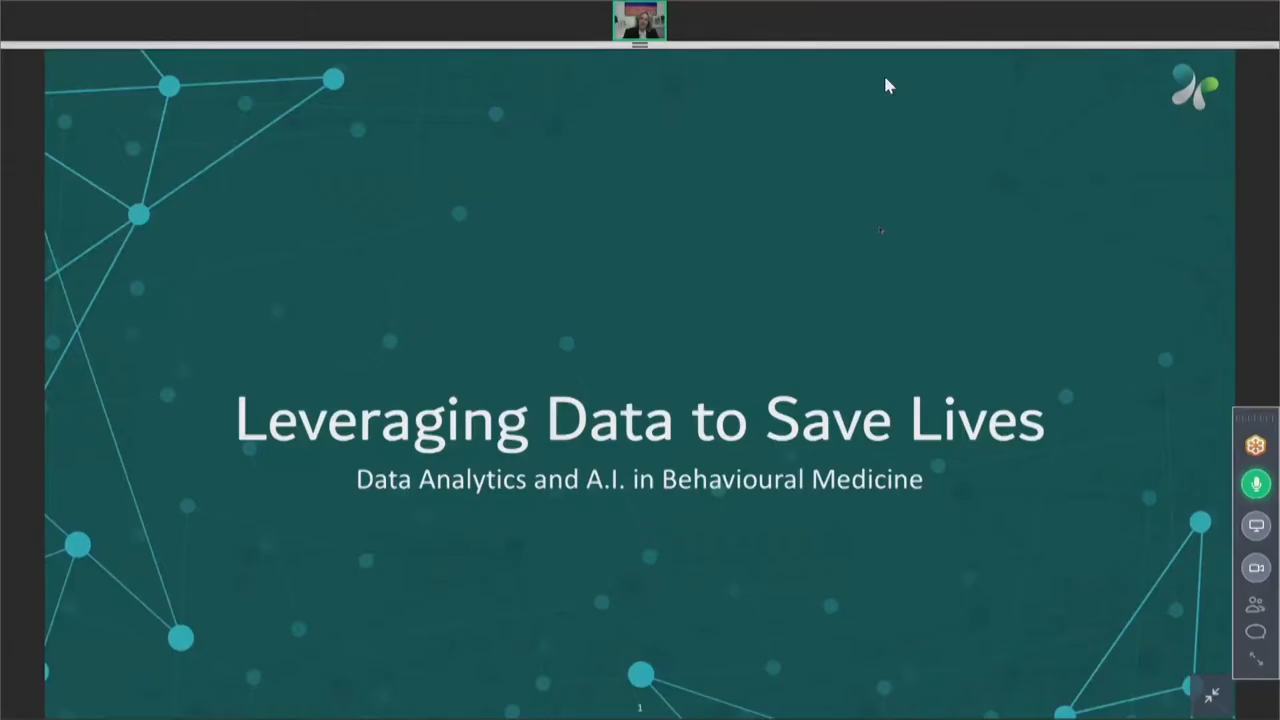 Leveraging Data to Save Lives
Data Analytics and A.I. in Behavioural Medicine
1